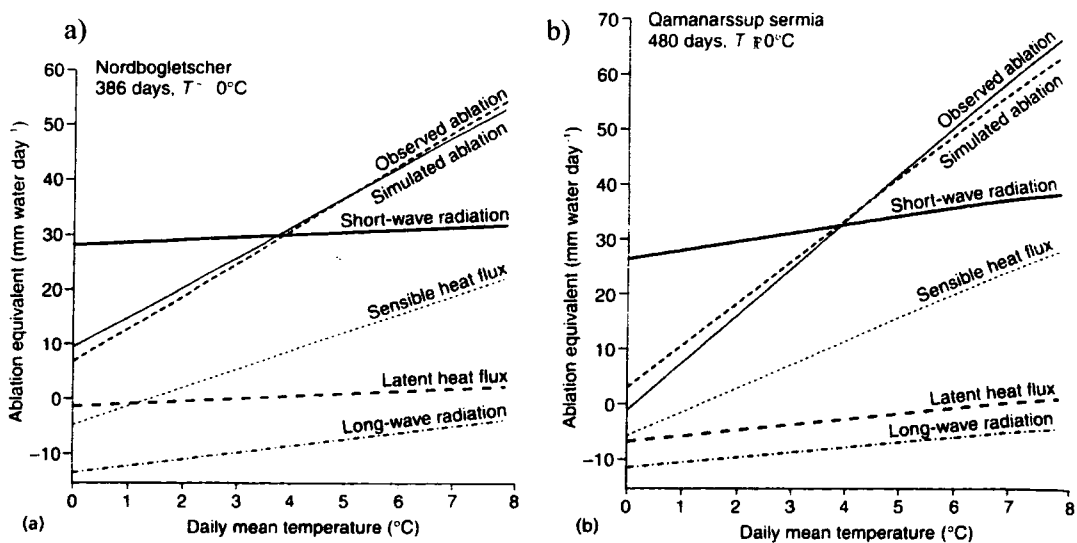 a)
Nordbogletscher
386 days, T - 0°C
Ablation equivalent (mm water day⁻¹)
60
50
40
30
20
10
0
-10
Observed ablation
Simulated ablation
Short-wave radiation
Sensible heat flux
Latent heat flux
Long-wave radiation
0 1 2 3 4 5 6 7 8
(a)
Daily mean temperature (°C)
b)
Qamanarssup sermia
480 days, T 0°C
Ablation equivalent (mm water day⁻¹)
70
60
50
40
30
20
10
0
-10
Observed ablation
Simulated ablation
Short-wave radiation
Sensible heat flux
Latent heat flux
Long-wave radiation
0 1 2 3 4 5 6 7 8
(b)
Daily mean temperature (°C)